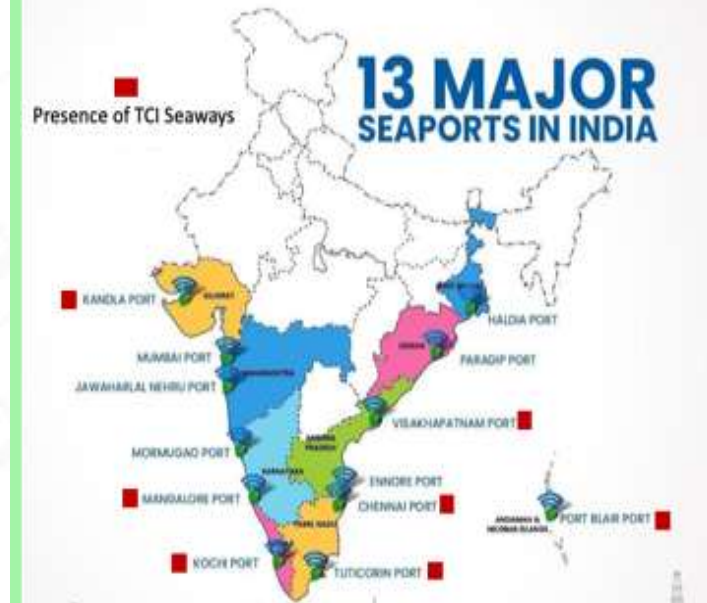 13 MAJOR
SEAPORTS IN INDIA
Presence of TCI Seaways
KANDLA PORT
GUJARAT
HALDIA PORT
MUMBAI PORT
ODISHA
PARADIP PORT
MAHARASHTRA
JAWAHARLAL NEHRU PORT
VISAKHAPATNAM PORT
ANDHRA
PRADESH
MORMUGAO PORT
KARNATAKA
ENNORE PORT
MANGALORE PORT
CHENNAI PORT
TAMIL NADU
ANDAMAN &
NICOBAR ISLANDS
PORT BLAIR PORT
KOCHI PORT
TUTICORIN PORT